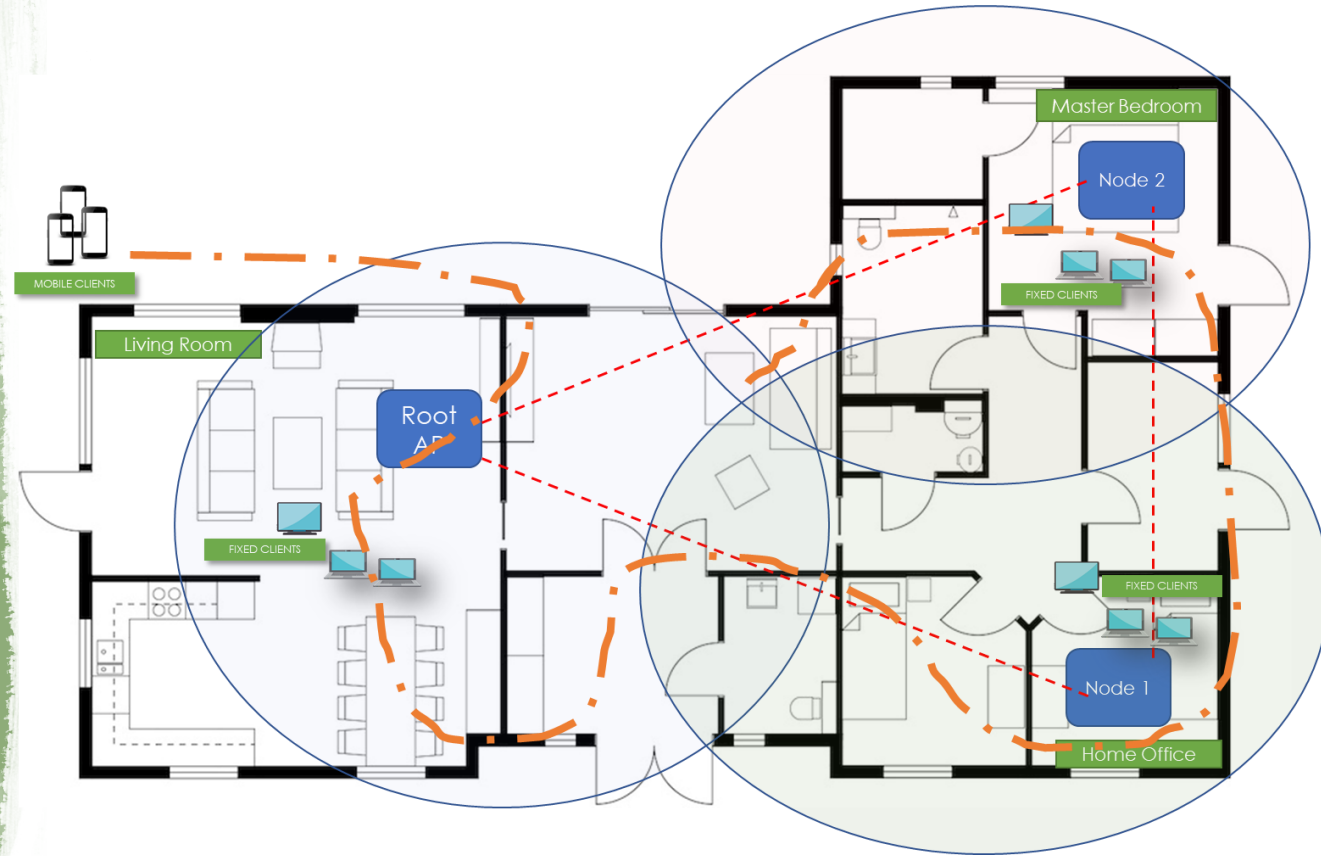 Master Bedroom
Node 2
MOBILE CLIENTS
FIXED CLIENTS
Living Room
Root
AP
FIXED CLIENTS
FIXED CLIENTS
Node 1
Home Office